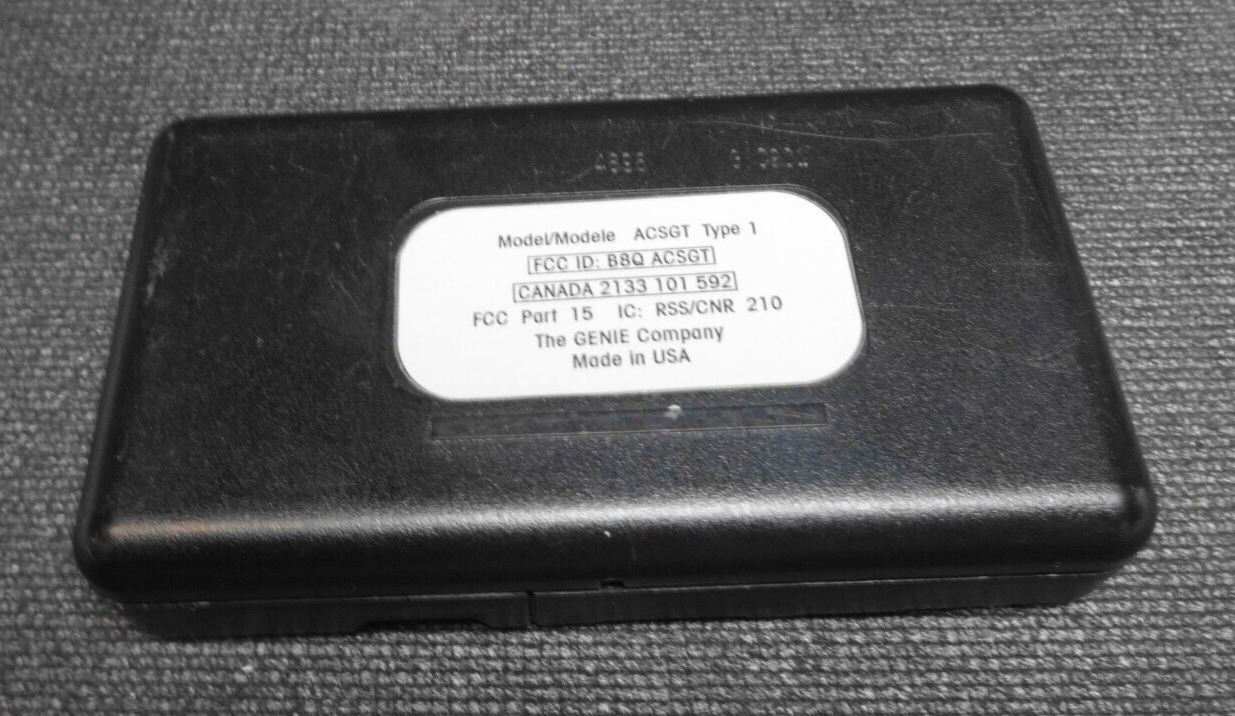 Model/Modele ACSGT Type 1
FCC ID: B8Q ACSGT
CANADA 2133 101 592
FCC Part 15 IC: RSS/CNR 210
The GENIE Company
Made in USA